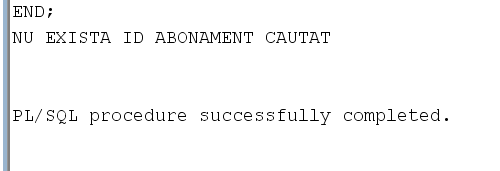 END;
NU EXISTA ID ABONAMENT CAUTAT
PL/SQL procedure successfully completed.